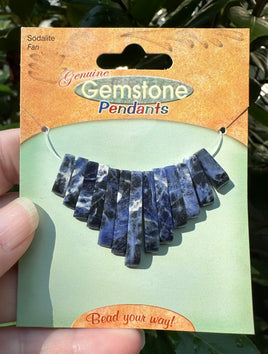 Sodalite
Fan
Genuine
Gemstone
Pendants
Bead your way!